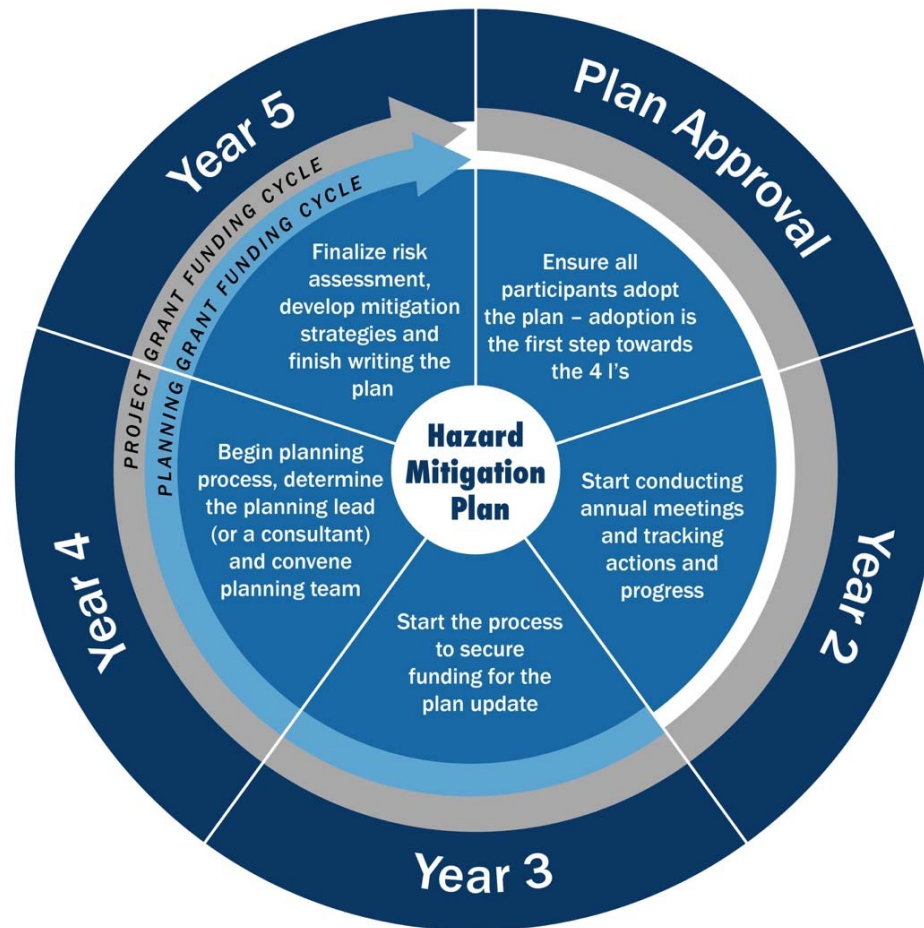 Plan Approval
Ensure all
participants adopt
the plan – adoption is
the first step towards
the 4 I's
Year 2
Start conducting
annual meetings
and tracking
actions and
progress
Year 3
Start the process
to secure
funding for the
plan update
Year 4
Begin planning
process, determine
the planning lead
(or a consultant)
and convene
planning team
Year 5
Finalize risk
assessment,
develop mitigation
strategies and
finish writing the
plan
PROJECT GRANT FUNDING CYCLE
PLANNING GRANT FUNDING CYCLE
Hazard
Mitigation
Plan